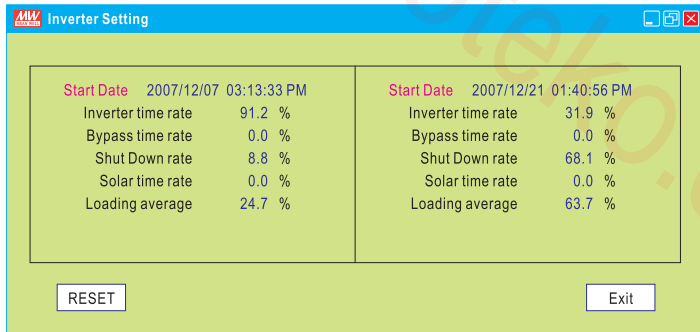 MW MEAN WELL Inverter Setting
Start Date 2007/12/07 03:13:33 PM
Inverter time rate 91.2 %
Bypass time rate 0.0 %
Shut Down rate 8.8 %
Solar time rate 0.0 %
Loading average 24.7 %
Start Date 2007/12/21 01:40:56 PM
Inverter time rate 31.9 %
Bypass time rate 0.0 %
Shut Down rate 68.1 %
Solar time rate 0.0 %
Loading average 63.7 %
RESET
Exit